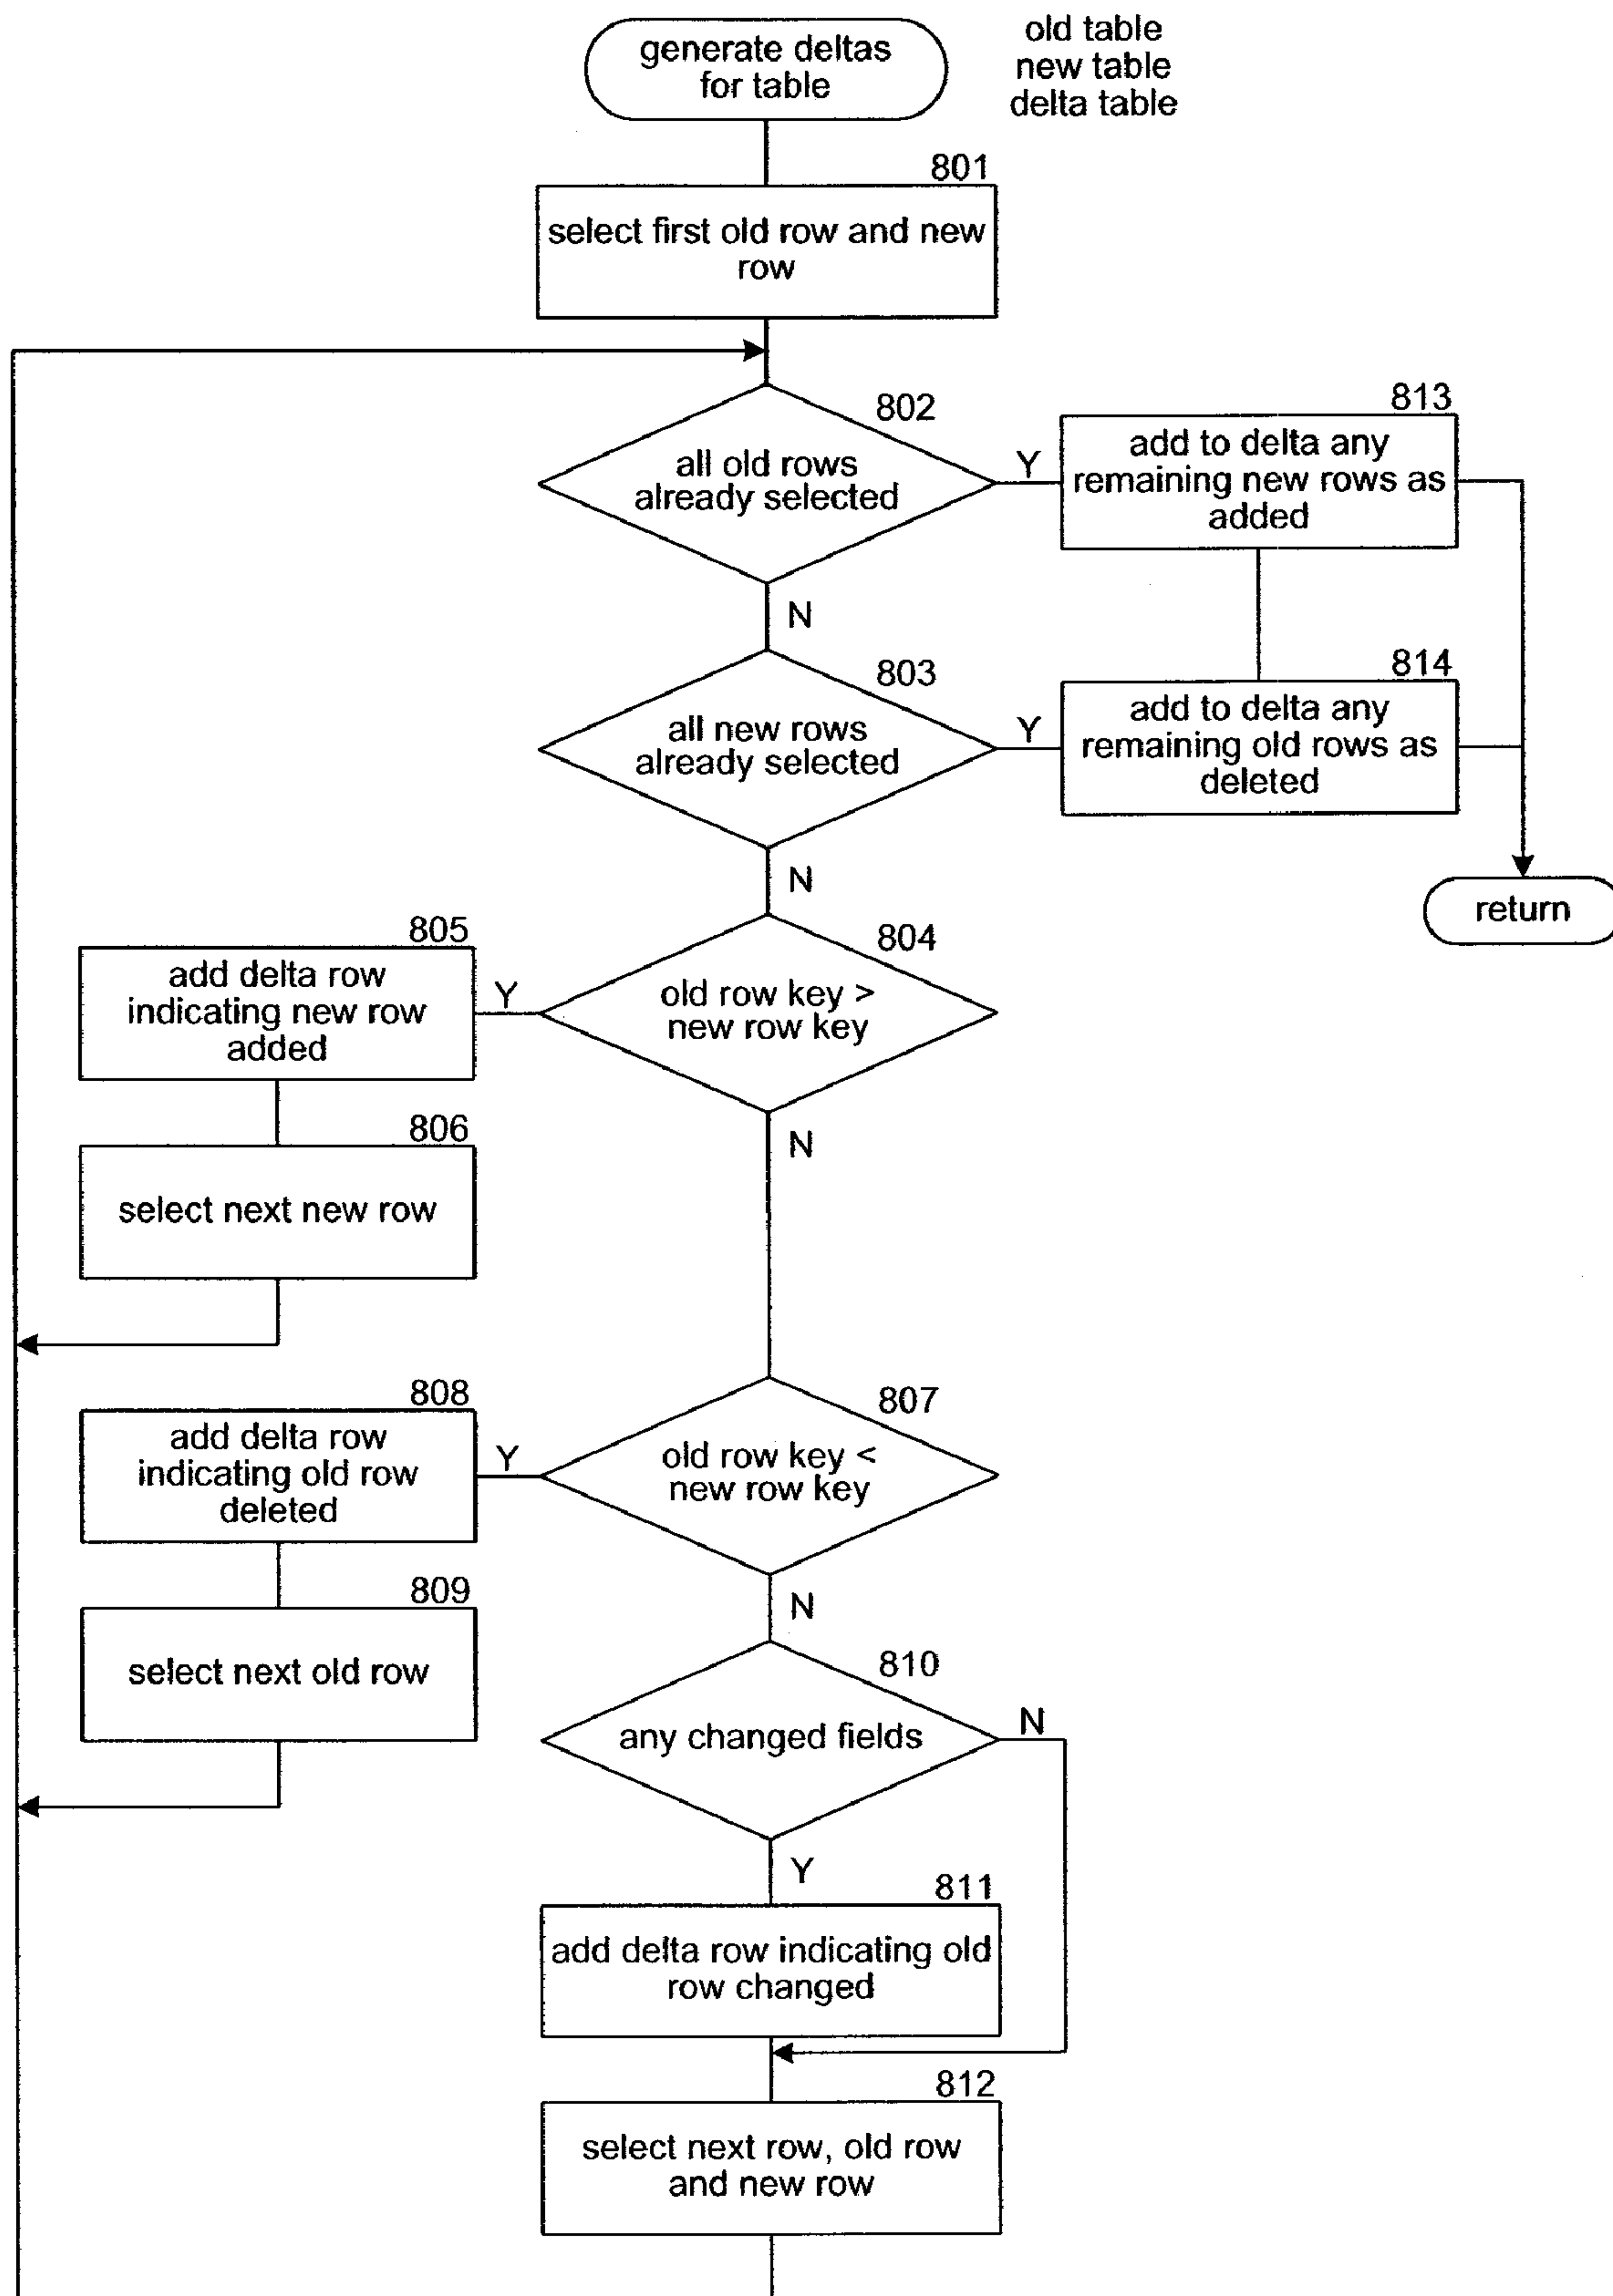 generate deltas
for table
old table
new table
delta table
801
select first old row and new
row
802
all old rows
already selected
Y
N
813
add to delta any
remaining new rows as
added
803
all new rows
already selected
Y
N
814
add to delta any
remaining old rows as
deleted
return
804
old row key >
new row key
Y
N
805
add delta row
indicating new row
added
806
select next new row
807
old row key <
new row key
Y
N
808
add delta row
indicating old row
deleted
809
select next old row
810
any changed fields
N
Y
811
add delta row indicating old
row changed
812
select next row, old row
and new row